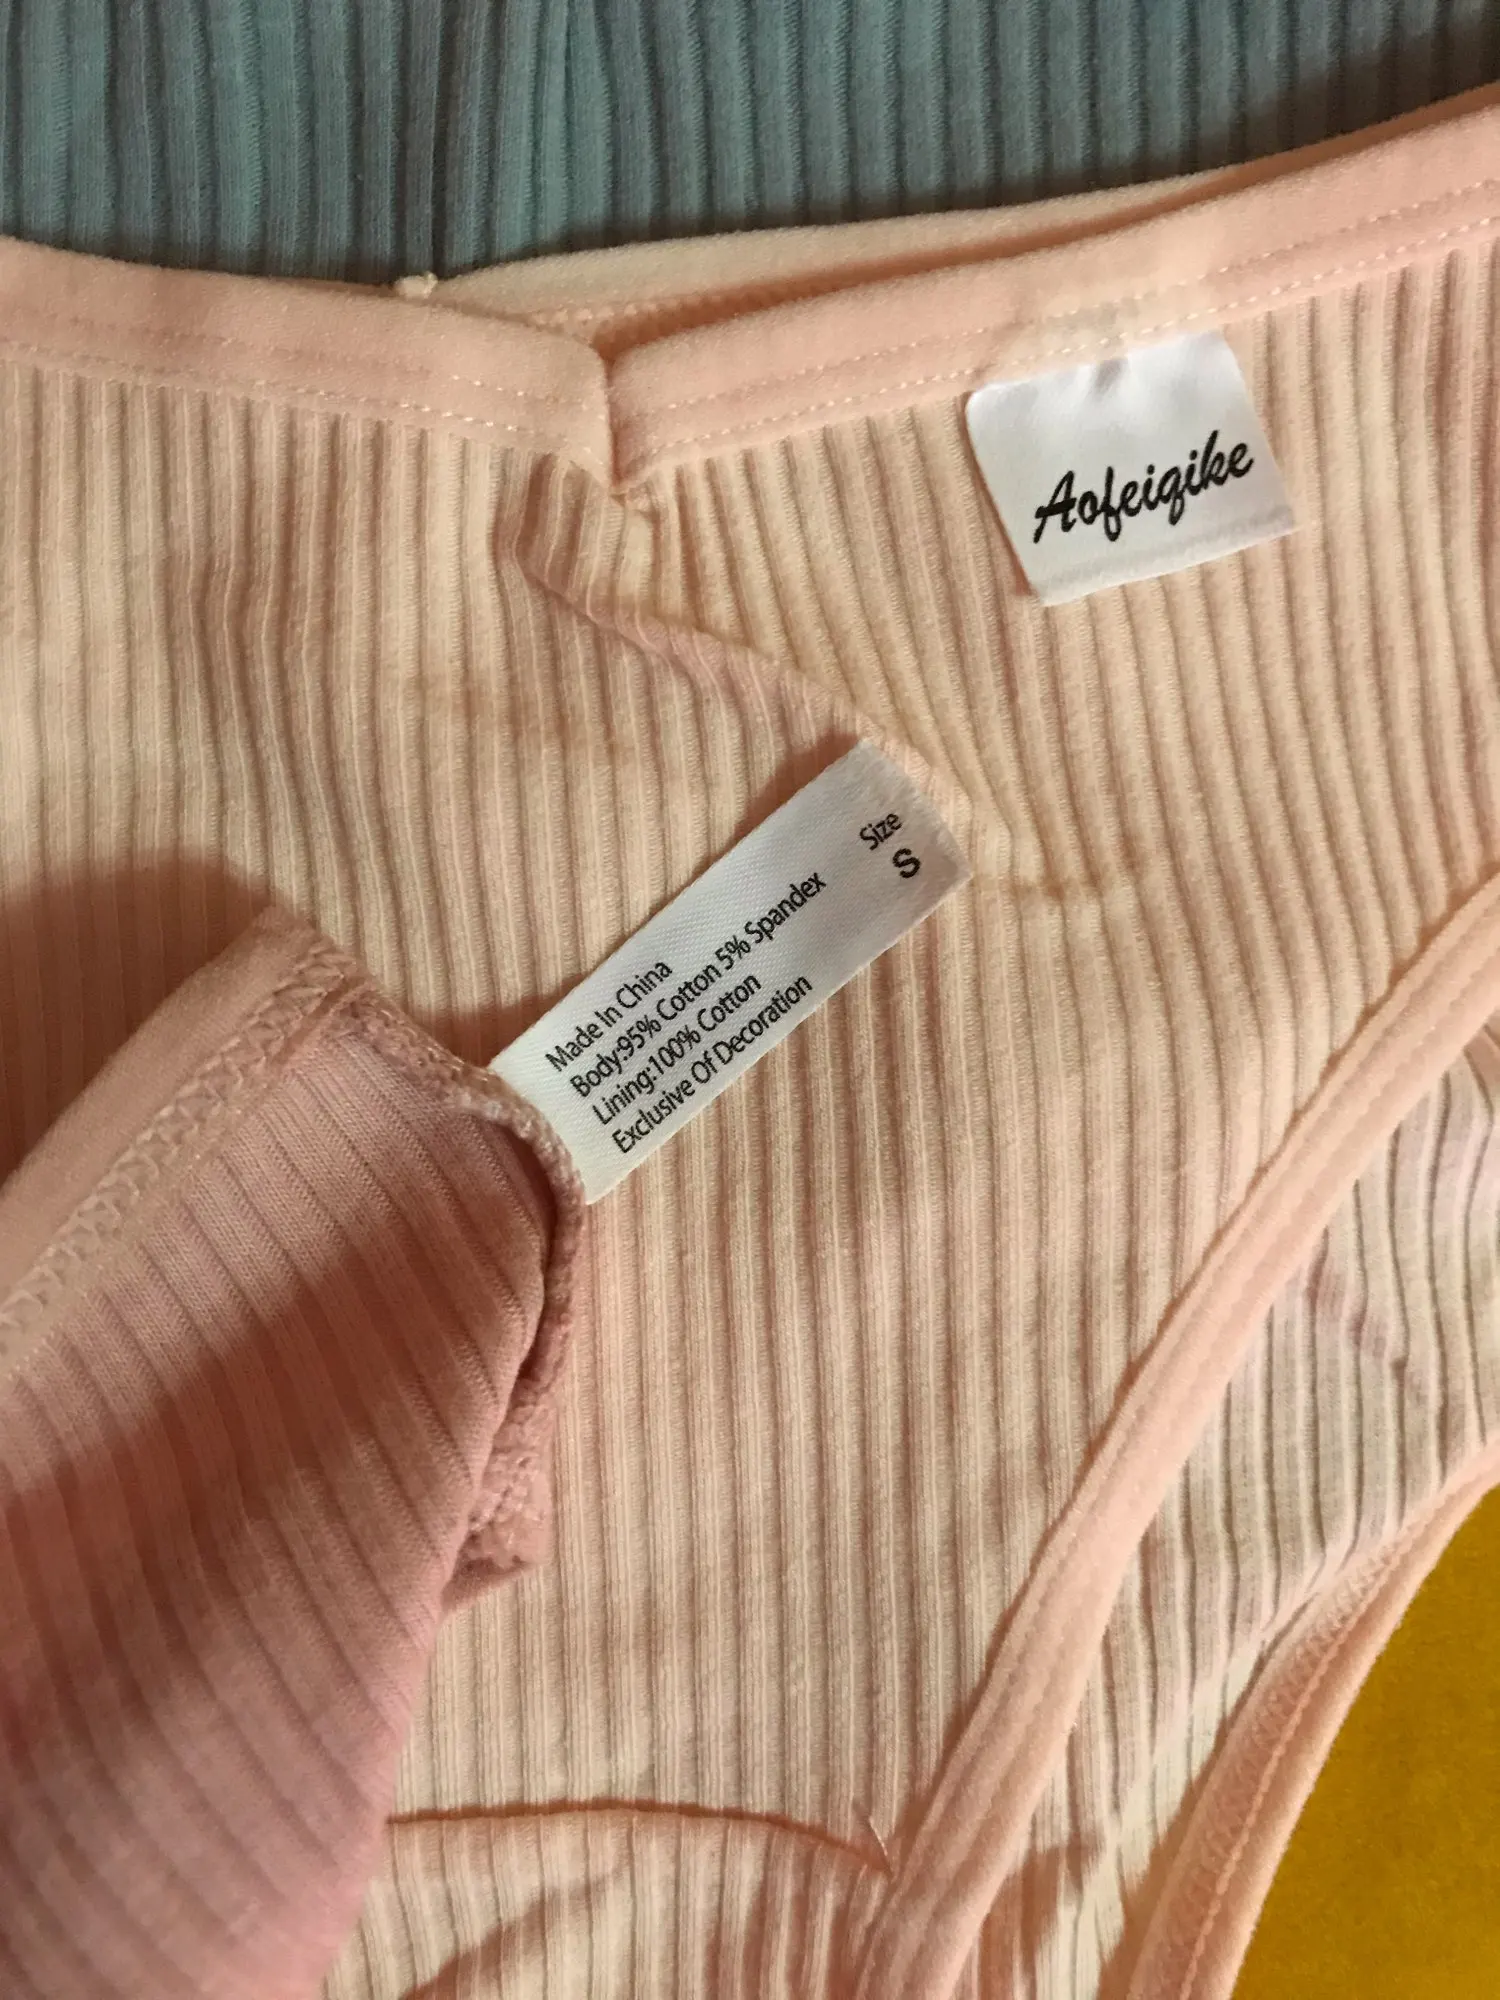 Aofeiqike
Size
S
Made In China
Body:95% Cotton 5% Spandex
Lining:100% Cotton
Exclusive Of Decoration